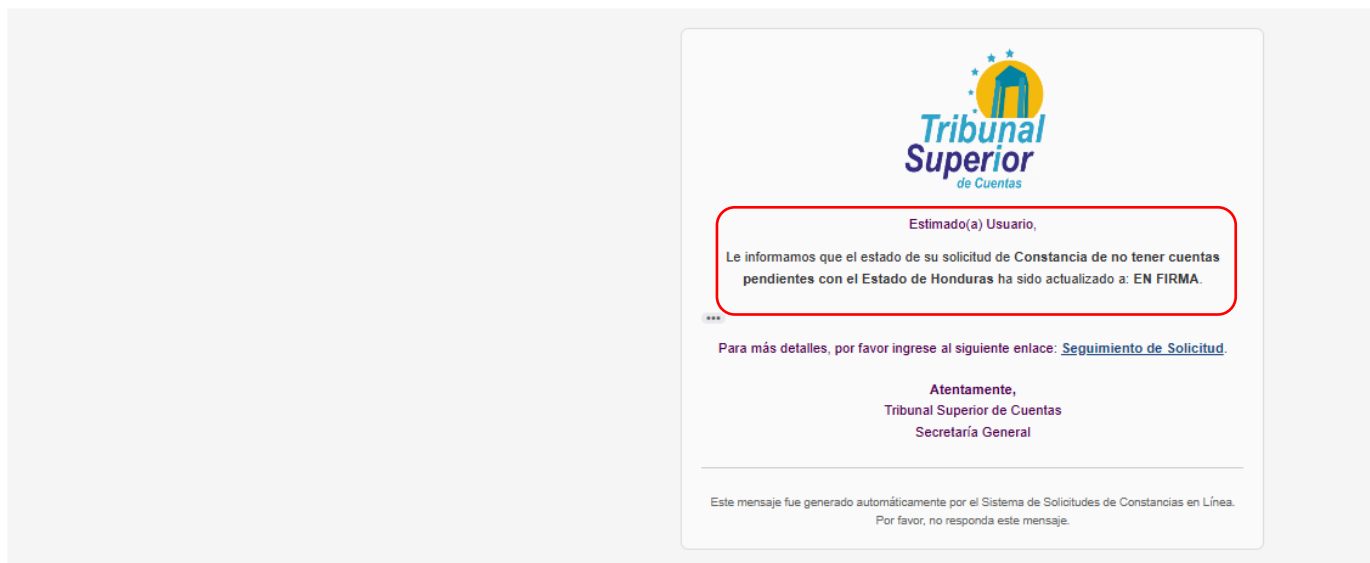 Tribunal
Superior
de Cuentas
Estimado(a) Usuario,
Le informamos que el estado de su solicitud de Constancia de no tener cuentas
pendientes con el Estado de Honduras ha sido actualizado a: EN FIRMA.
Para más detalles, por favor ingrese al siguiente enlace: Seguimiento de Solicitud.
Atentamente,
Tribunal Superior de Cuentas
Secretaría General
Este mensaje fue generado automáticamente por el Sistema de Solicitudes de Constancias en Línea.
Por favor, no responda este mensaje.